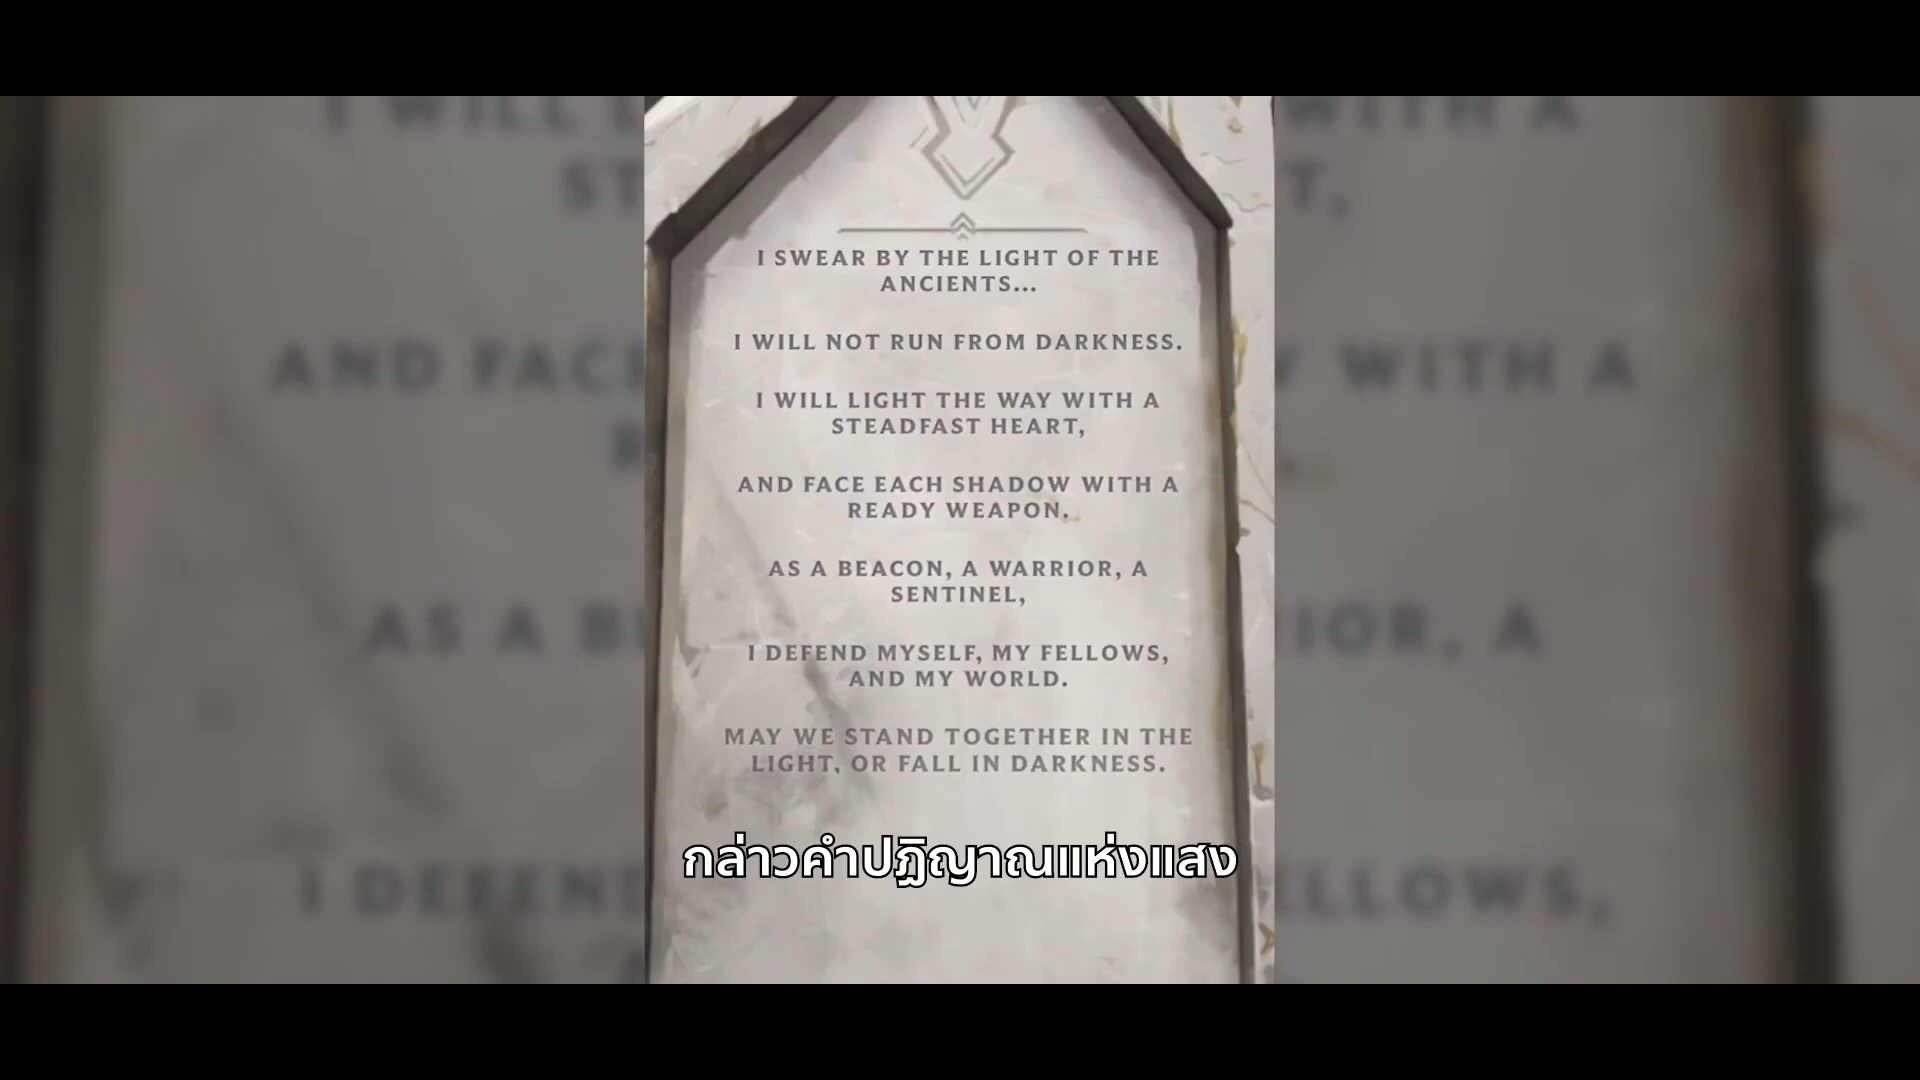 I SWEAR BY THE LIGHT OF THE
ANCIENTS...
I WILL NOT RUN FROM DARKNESS.
I WILL LIGHT THE WAY WITH A
STEADFAST HEART,
AND FACE EACH SHADOW WITH A
READY WEAPON.
AS A BEACON, A WARRIOR, A
SENTINEL,
I DEFEND MYSELF, MY FELLOWS,
AND MY WORLD.
MAY WE STAND TOGETHER IN THE
LIGHT, OR FALL IN DARKNESS.
กล่าวคำปฏิญาณแห่งแสง